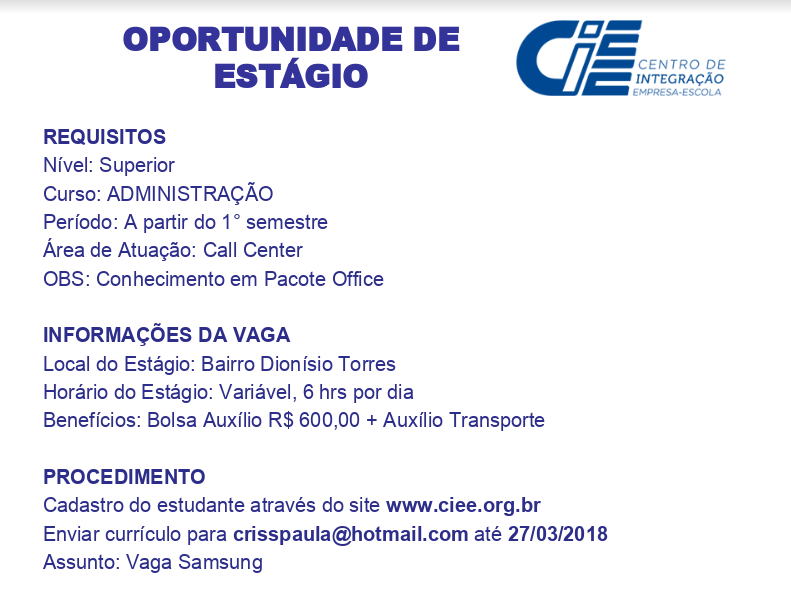 OPORTUNIDADE DE
ESTÁGIO
CIEE
CENTRO DE
INTEGRAÇÃO
EMPRESA-ESCOLA
REQUISITOS
Nível: Superior
Curso: ADMINISTRAÇÃO
Período: A partir do 1° semestre
Área de Atuação: Call Center
OBS: Conhecimento em Pacote Office
INFORMAÇÕES DA VAGA
Local do Estágio: Bairro Dionísio Torres
Horário do Estágio: Variável, 6 hrs por dia
Benefícios: Bolsa Auxílio R$ 600,00 + Auxílio Transporte
PROCEDIMENTO
Cadastro do estudante através do site www.ciee.org.br
Enviar currículo para crisspaula@hotmail.com até 27/03/2018
Assunto: Vaga Samsung